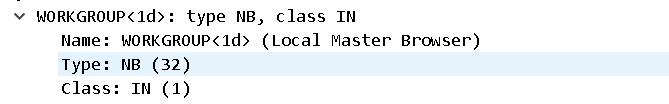 WORKGROUP<1d>: type NB, class IN
Name: WORKGROUP<1d> (Local Master Browser)
Type: NB (32)
Class: IN (1)